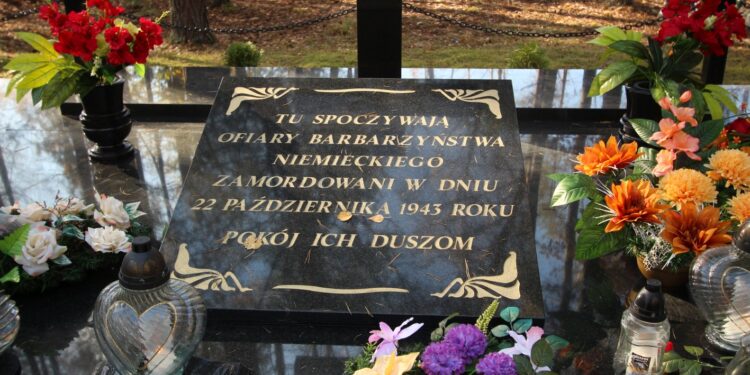 TU SPOCZYWAJĄ
OFIARY BARBARZYŃSTWA
NIEMIECKIEGO
ZAMORDOWANI W DNIU
22 PAŹDZIERNIKA 1943 ROKU
POKÓJ ICH DUSZOM